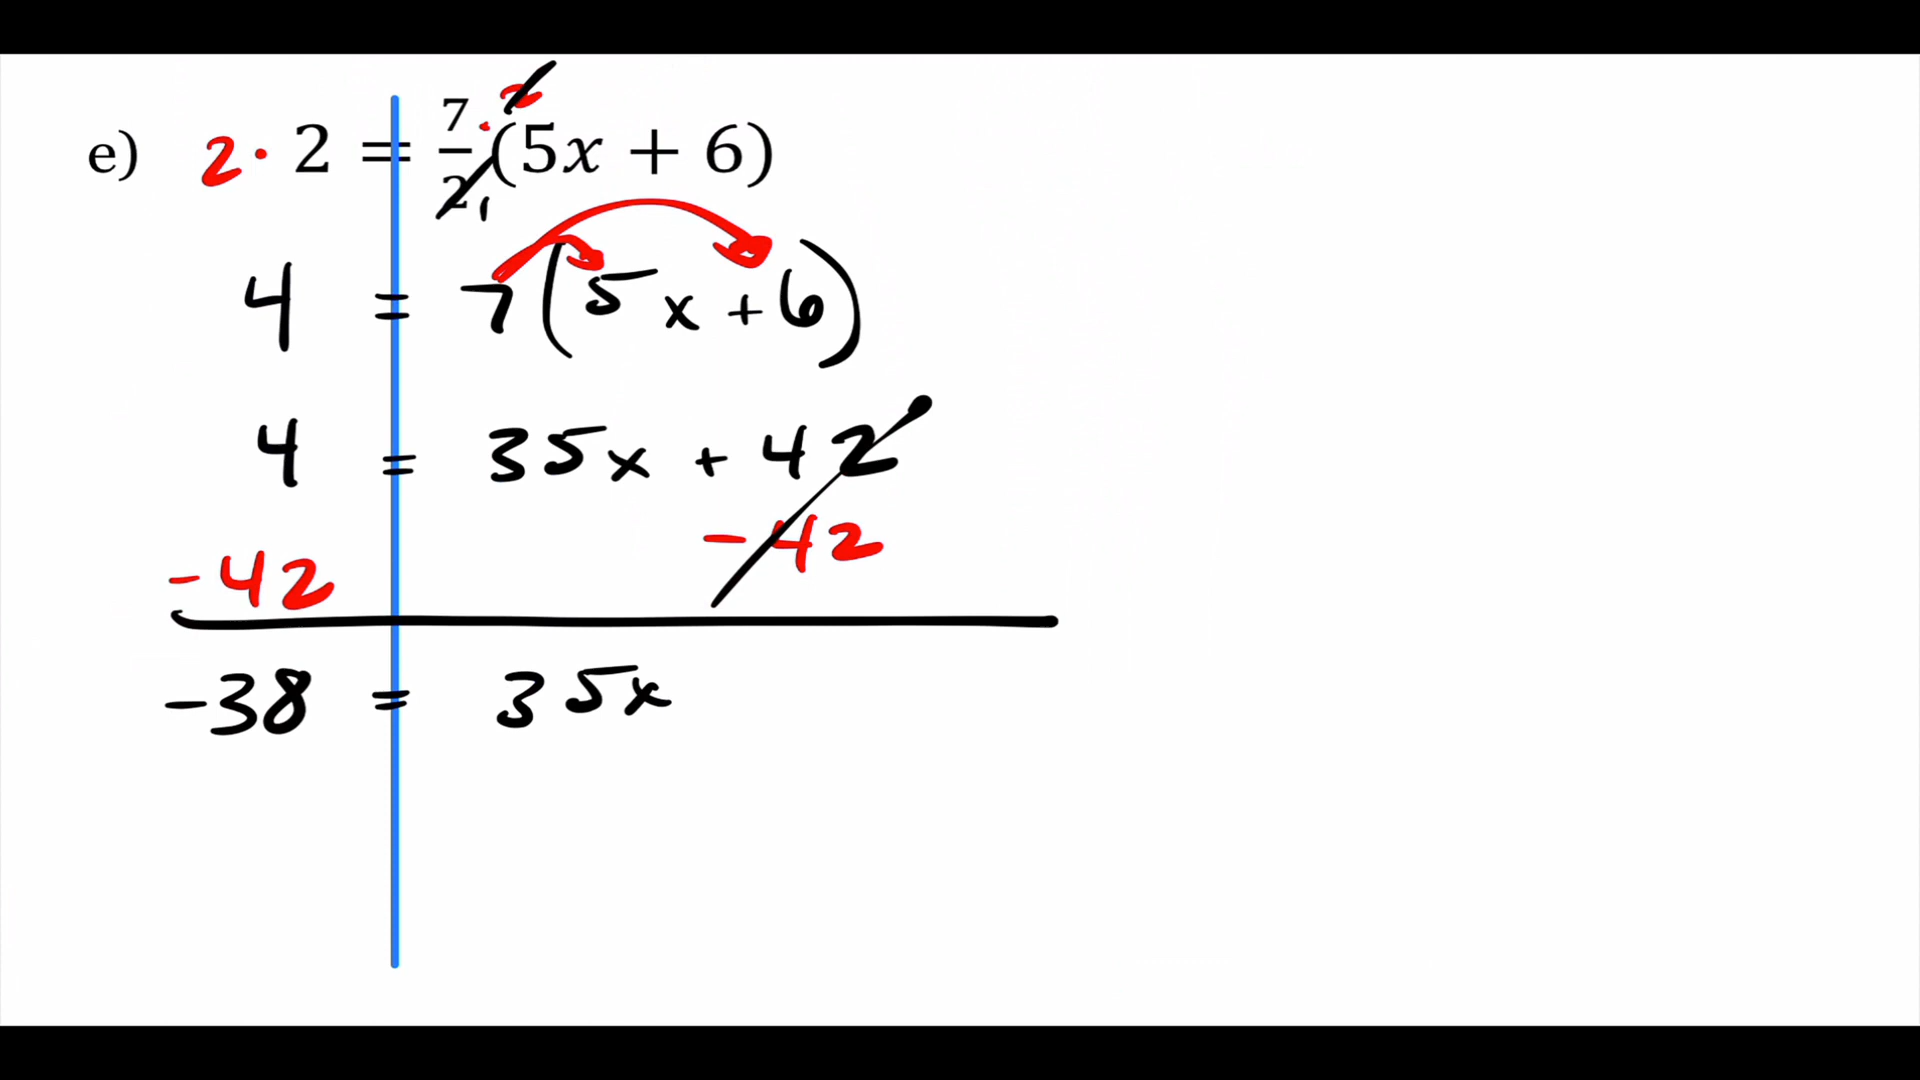 e) 2 · 2 = 7/2 · 2 (5x + 6)
1
4 = 7(5x + 6)
4 = 35x + 42
-42 -42
-38 = 35x